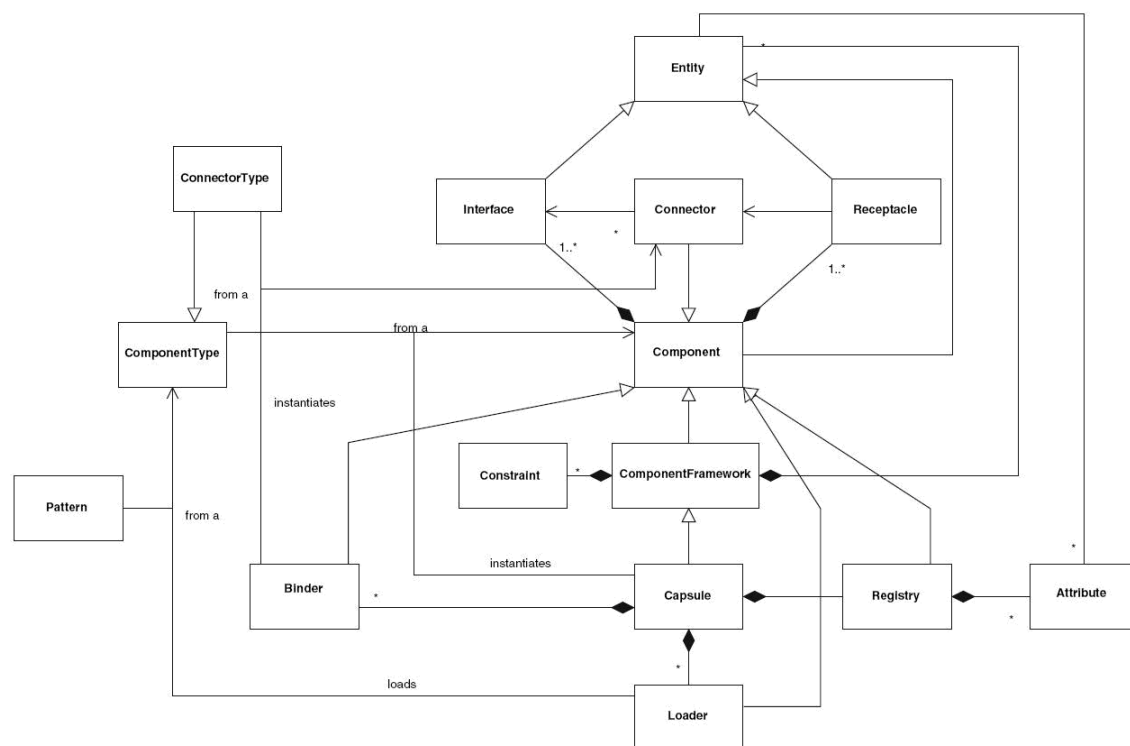 *
Entity
ConnectorType
Interface
Connector
Receptacle
*
1..*
1..*
from a
from a
ComponentType
Component
instantiates
Constraint
*
ComponentFramework
Pattern
from a
*
instantiates
Binder
*
Capsule
Registry
*
Attribute
*
loads
Loader